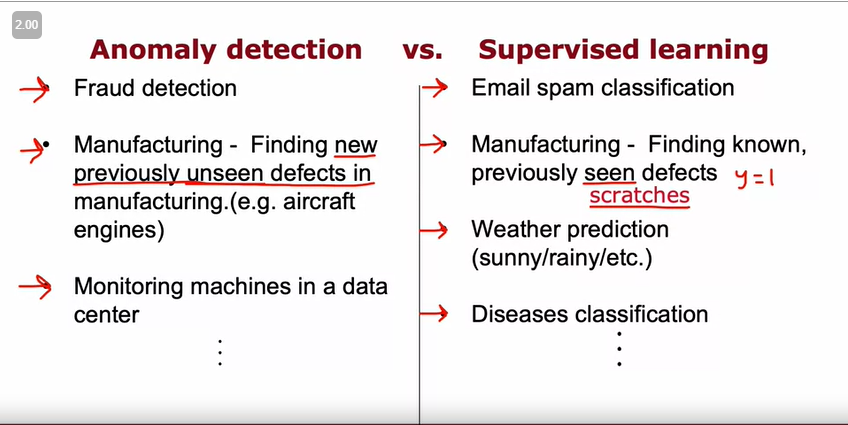 2.00
Anomaly detection vs. Supervised learning
Fraud detection
Manufacturing - Finding new
previously unseen defects in
manufacturing.(e.g. aircraft
engines)
Monitoring machines in a data
center
Email spam classification
Manufacturing - Finding known,
previously seen defects y=1
scratches
Weather prediction
(sunny/rainy/etc.)
Diseases classification